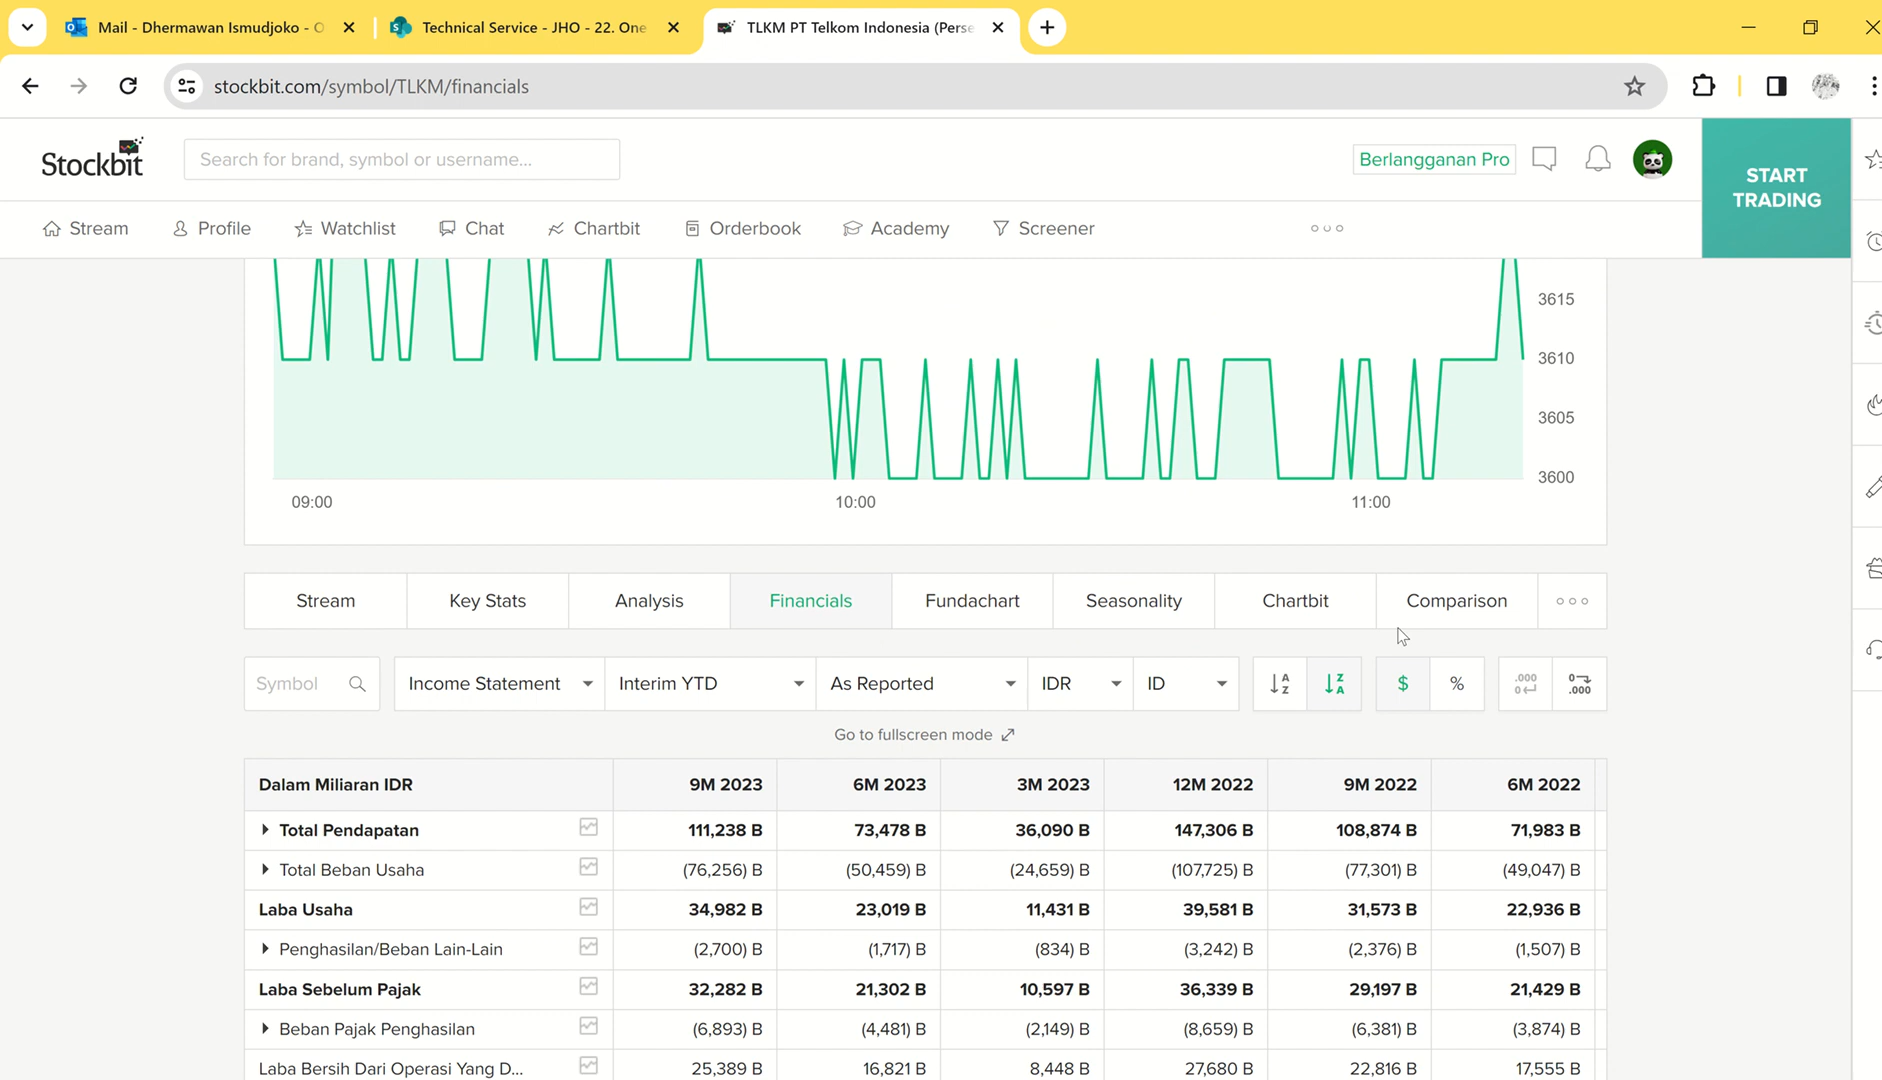 Mail - Dhermawan Ismudjoko - O
Technical Service - JHO - 22. One
TLKM PT Telkom Indonesia (Perse
stockbit.com/symbol/TLKM/financials
Stockbit
Search for brand, symbol or username...
Berlangganan Pro
START
TRADING
Stream
Profile
Watchlist
Chat
Chartbit
Orderbook
Academy
Screener
3615
3610
3605
3600
09:00
10:00
11:00
Stream
Key Stats
Analysis
Financials
Fundachart
Seasonality
Chartbit
Comparison
Symbol
Income Statement
Interim YTD
As Reported
IDR
ID
A
Z
Z
A
$
%
.000
0
0
.000
Go to fullscreen mode
Dalam Miliaran IDR 9M 2023 6M 2023 3M 2023 12M 2022 9M 2022 6M 2022
Total Pendapatan 111,238 B 73,478 B 36,090 B 147,306 B 108,874 B 71,983 B
Total Beban Usaha (76,256) B (50,459) B (24,659) B (107,725) B (77,301) B (49,047) B
Laba Usaha 34,982 B 23,019 B 11,431 B 39,581 B 31,573 B 22,936 B
Penghasilan/Beban Lain-Lain (2,700) B (1,717) B (834) B (3,242) B (2,376) B (1,507) B
Laba Sebelum Pajak 32,282 B 21,302 B 10,597 B 36,339 B 29,197 B 21,429 B
Beban Pajak Penghasilan (6,893) B (4,481) B (2,149) B (8,659) B (6,381) B (3,874) B
Laba Bersih Dari Operasi Yang D... 25,389 B 16,821 B 8,448 B 27,680 B 22,816 B 17,555 B